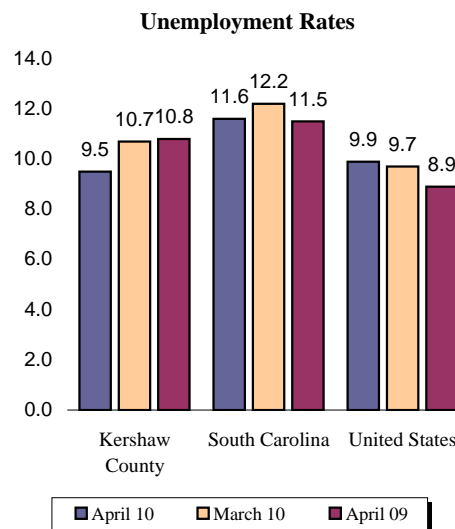 Unemployment Rates
14.0
12.0
10.0
8.0
6.0
4.0
2.0
0.0
9.5 10.7 10.8 11.6 12.2 11.5 9.9 9.7 8.9
Kershaw County South Carolina United States
April 10 March 10 April 09